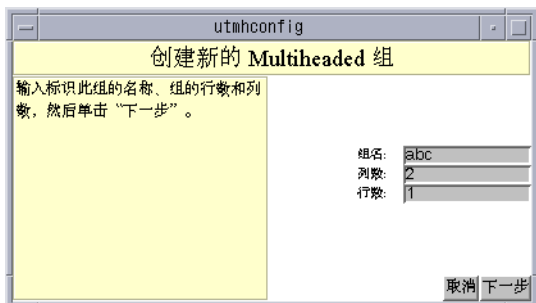 utmhconfig
创建新的 Multiheaded 组
输入标识此组的名称、组的行数和列
数，然后单击“下一步”。
组名: abc
列数: 2
行数: 1
取消 下一步